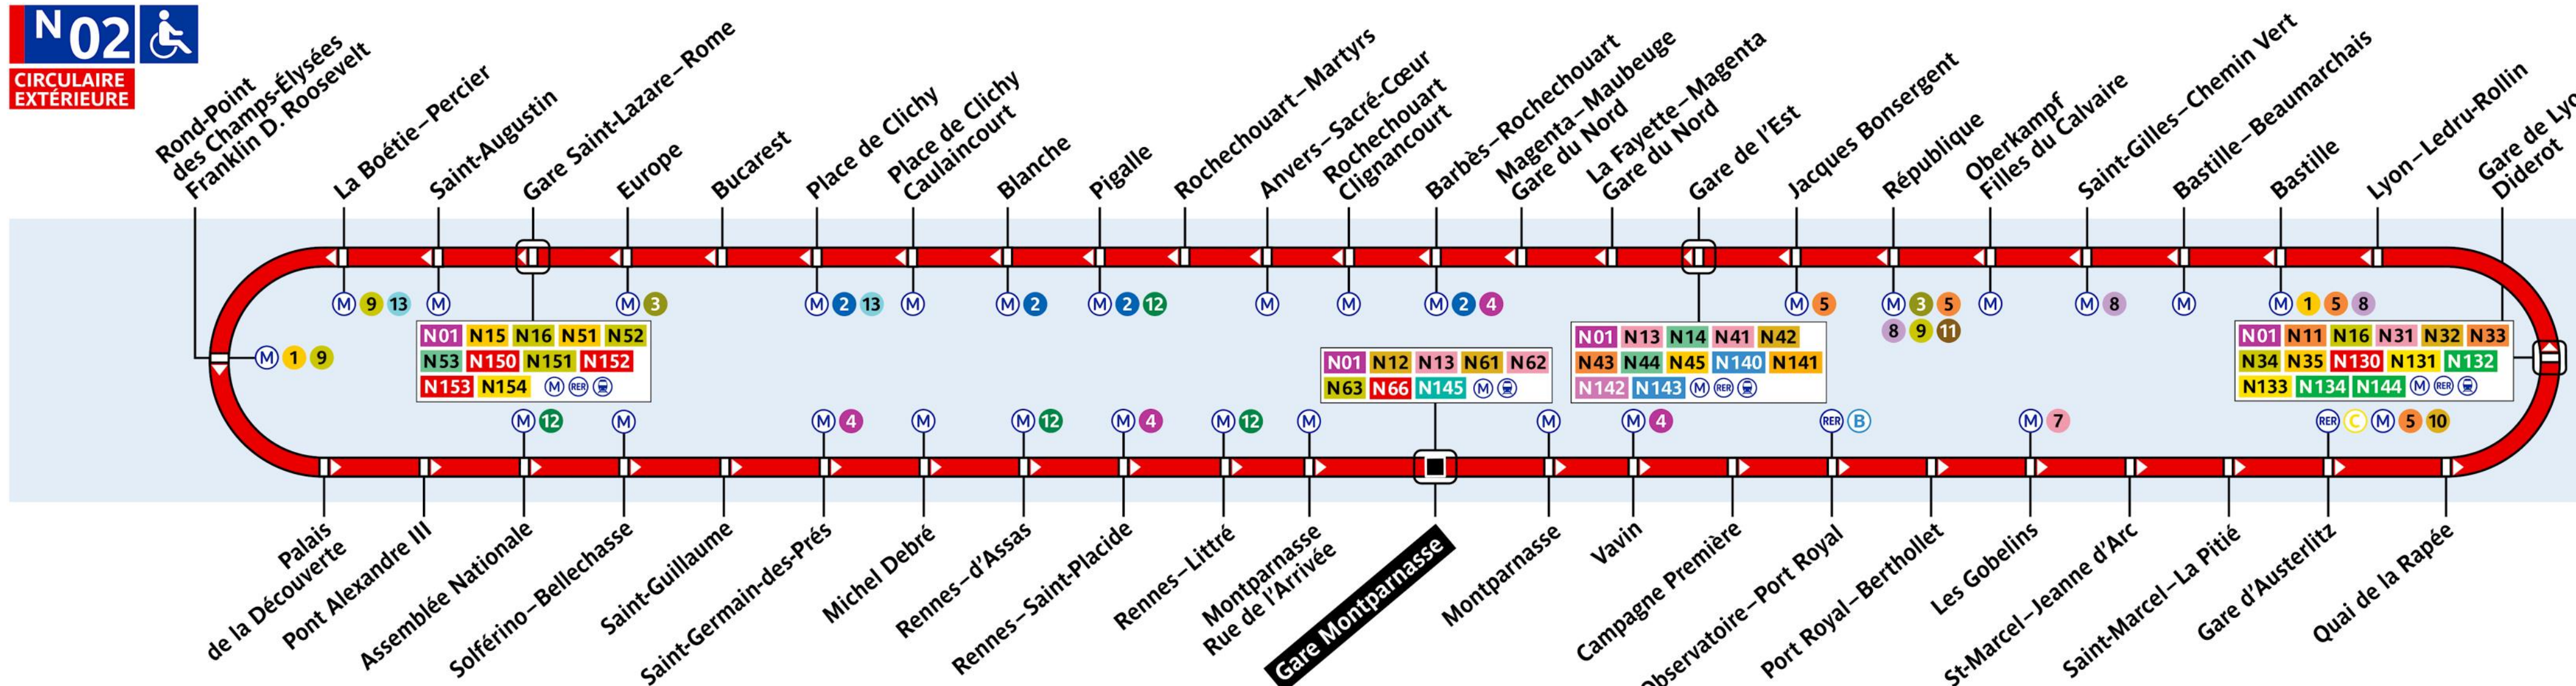 N02
CIRCULAIRE
EXTÉRIEURE
Rond-Point
des Champs-Élysées
Franklin D. Roosevelt
La Boétie – Percier
Saint-Augustin
Gare Saint-Lazare – Rome
Europe
Bucarest
Place de Clichy
Place de Clichy
Caulaincourt
Blanche
Pigalle
Rochechouart – Martyrs
Anvers – Sacré-Cœur
Rochechouart
Clignancourt
Barbès – Rochechouart
Magenta – Maubeuge
Gare du Nord
La Fayette – Magenta
Gare du Nord
Gare de l'Est
Jacques Bonsergent
République
Oberkampf
Filles du Calvaire
Saint-Gilles – Chemin Vert
Bastille – Beaumarchais
Bastille
Lyon – Ledru-Rollin
Gare de Lyo
Diderot
M 9 13
M
M 3
M 2 13
M
M 2
M 2 12
M
M
M 2 4
M 5
M 3 5
8 9 11
M
M 8
M
M 1 5 8
M 1 9
N01 N15 N16 N51 N52
N53 N150 N151 N152
N153 N154 M RER
N01 N12 N13 N61 N62
N63 N66 N145 M
N01 N13 N14 N41 N42
N43 N44 N45 N140 N141
N142 N143 M RER
N01 N11 N16 N31 N32 N33
N34 N35 N130 N131 N132
N133 N134 N144 M RER
M 12
M
M 4
M
M 12
M 4
M 12
M
M
M 4
RER B
M 7
RER C M 5 10
Palais
de la Découverte
Pont Alexandre III
Assemblée Nationale
Solférino – Bellechasse
Saint-Guillaume
Saint-Germain-des-Prés
Michel Debré
Rennes – d'Assas
Rennes – Saint-Placide
Rennes – Littré
Montparnasse
Rue de l'Arrivée
Gare Montparnasse
Montparnasse
Vavin
Campagne Première
Observatoire – Port Royal
Port Royal – Berthollet
Les Gobelins
St-Marcel – Jeanne d'Arc
Saint-Marcel – La Pitié
Gare d'Austerlitz
Quai de la Rapée